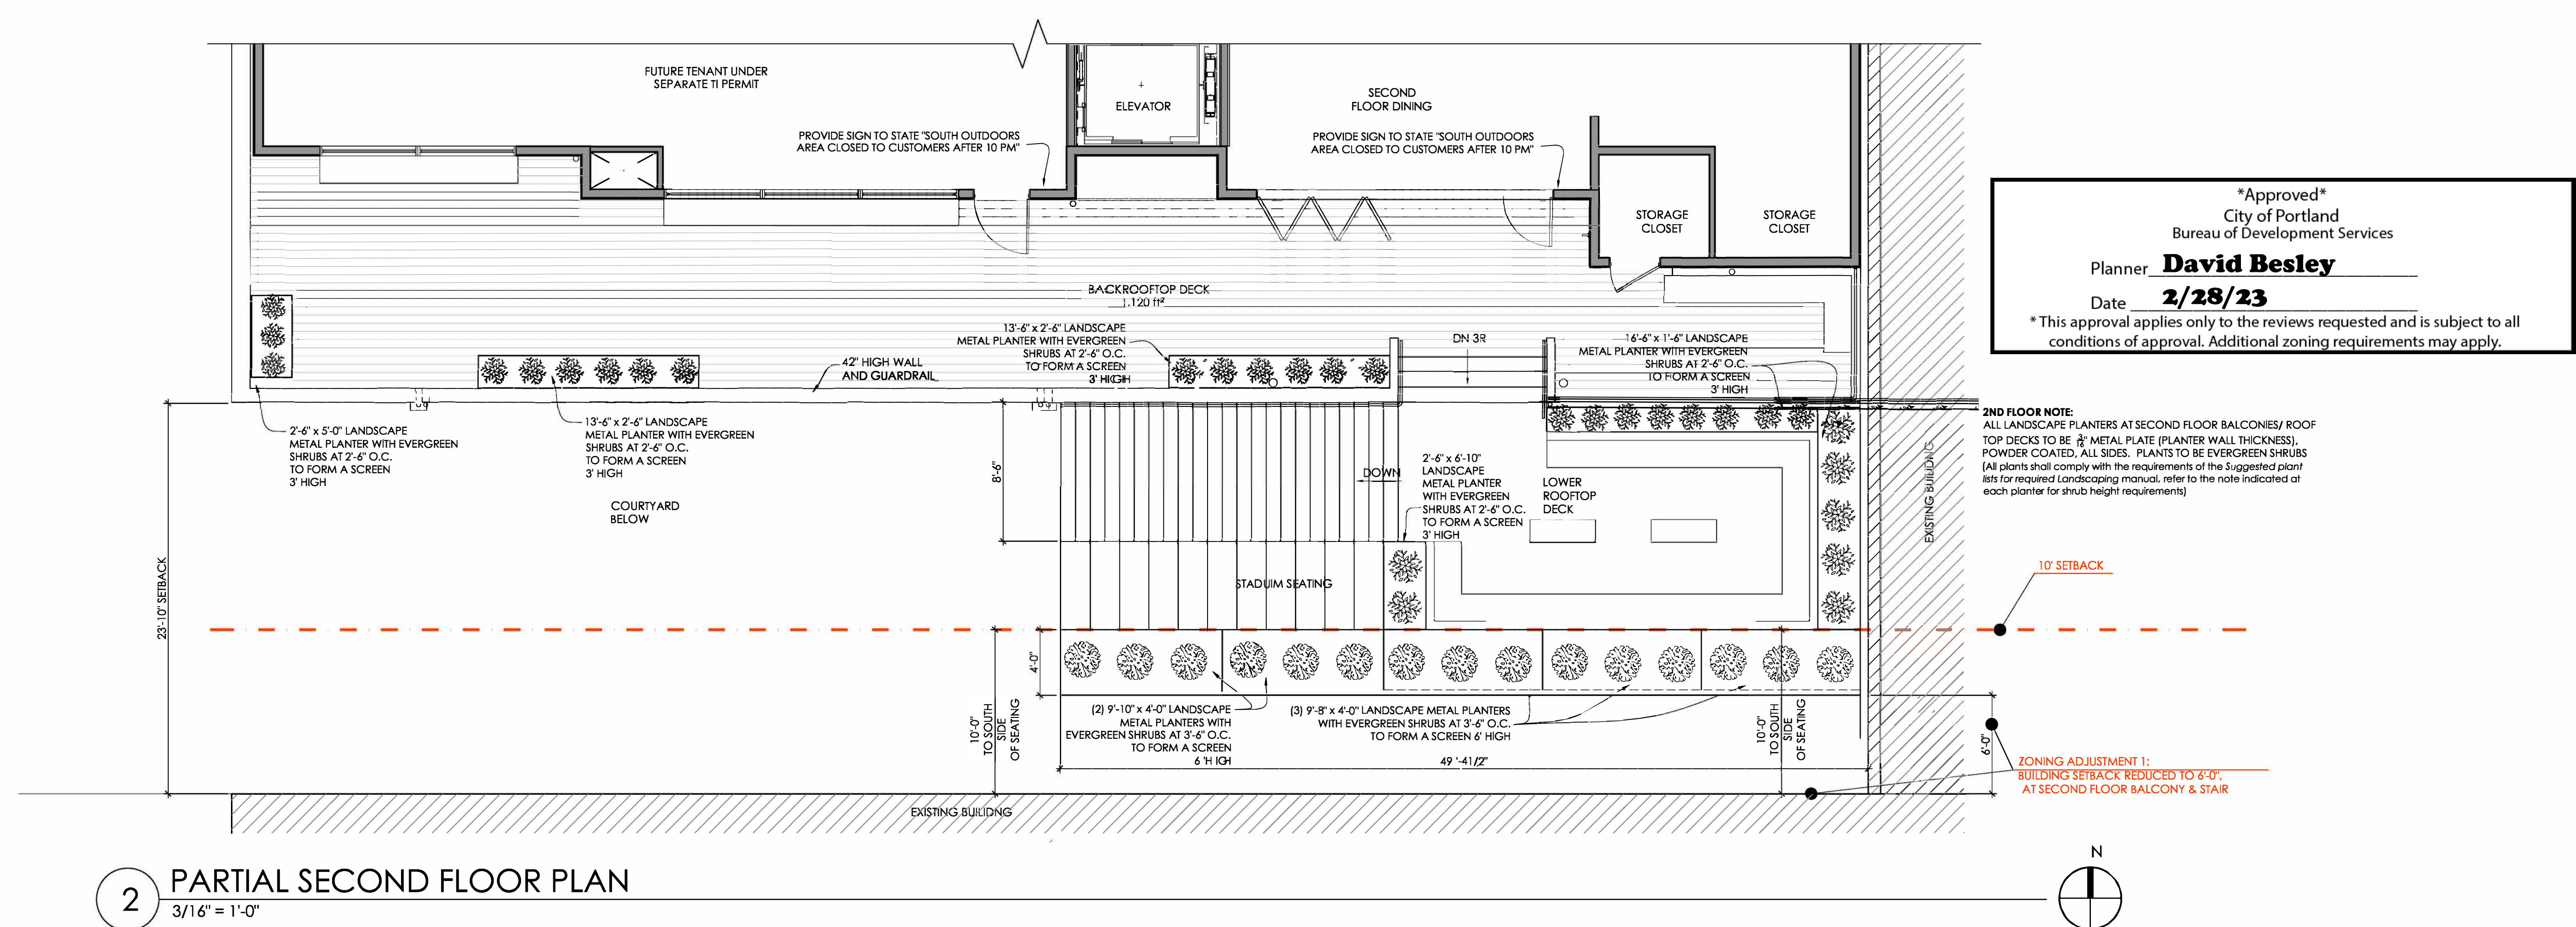 FUTURE TENANT UNDER
SEPARATE TI PERMIT
ELEVATOR
SECOND
FLOOR DINING
PROVIDE SIGN TO STATE "SOUTH OUTDOORS
AREA CLOSED TO CUSTOMERS AFTER 10 PM"
PROVIDE SIGN TO STATE "SOUTH OUTDOORS
AREA CLOSED TO CUSTOMERS AFTER 10 PM"
STORAGE
CLOSET
STORAGE
CLOSET
*Approved*
City of Portland
Bureau of Development Services
Planner David Besley
Date 2/28/23
* This approval applies only to the reviews requested and is subject to all
conditions of approval. Additional zoning requirements may apply.
BACKROOFTOP DECK
1,120 ft²
13'-6" x 2'-6" LANDSCAPE
METAL PLANTER WITH EVERGREEN
SHRUBS AT 2'-6" O.C.
TO FORM A SCREEN
3' HIGH
DN 3R
16'-6" x 1'-6" LANDSCAPE
METAL PLANTER WITH EVERGREEN
SHRUBS AT 2'-6" O.C.
TO FORM A SCREEN
3' HIGH
42" HIGH WALL
AND GUARDRAIL
2'-6" x 5'-0" LANDSCAPE
METAL PLANTER WITH EVERGREEN
SHRUBS AT 2'-6" O.C.
TO FORM A SCREEN
3' HIGH
13'-6" x 2'-6" LANDSCAPE
METAL PLANTER WITH EVERGREEN
SHRUBS AT 2'-6" O.C.
TO FORM A SCREEN
3' HIGH
COURTYARD
BELOW
8'-6"
DOWN
2'-6" x 6'-10"
LANDSCAPE
METAL PLANTER
WITH EVERGREEN
SHRUBS AT 2'-6" O.C.
TO FORM A SCREEN
3' HIGH
LOWER
ROOFTOP
DECK
EXISTING BUILIDNG
2ND FLOOR NOTE:
ALL LANDSCAPE PLANTERS AT SECOND FLOOR BALCONIES/ ROOF
TOP DECKS TO BE 3/16" METAL PLATE (PLANTER WALL THICKNESS),
POWDER COATED, ALL SIDES. PLANTS TO BE EVERGREEN SHRUBS
(All plants shall comply with the requirements of the Suggested plant
lists for required Landscaping manual, refer to the note indicated at
each planter for shrub height requirements)
23'-10" SETBACK
STADUIM SEATING
10' SETBACK
4'-0"
10'-0"
TO SOUTH
SIDE
OF SEATING
(2) 9'-10" x 4'-0" LANDSCAPE
METAL PLANTERS WITH
EVERGREEN SHRUBS AT 3'-6" O.C.
TO FORM A SCREEN
6 'H IGH
(3) 9'-8" x 4'-0" LANDSCAPE METAL PLANTERS
WITH EVERGREEN SHRUBS AT 3'-6" O.C.
TO FORM A SCREEN 6' HIGH
49 '-41/2"
10'-0"
TO SOUTH
SIDE
OF SEATING
6'-0"
ZONING ADJUSTMENT 1:
BUILDING SETBACK REDUCED TO 6'-0",
AT SECOND FLOOR BALCONY & STAIR
EXISTING BUILIDNG
N
2
PARTIAL SECOND FLOOR PLAN
3/16" = 1'-0"